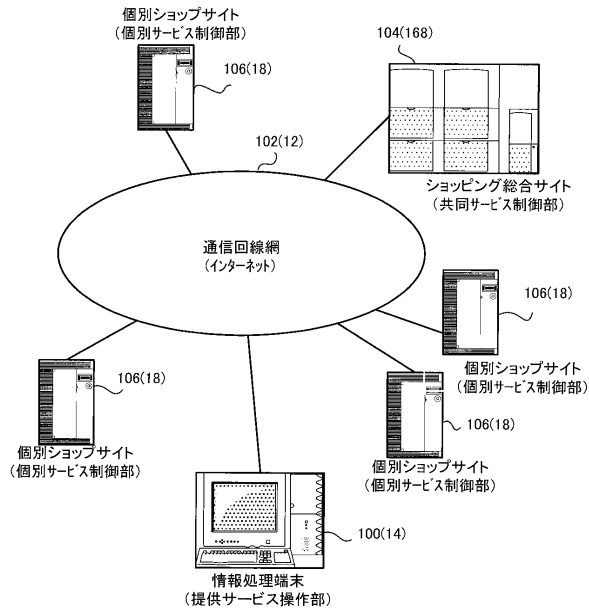 個別ショップサイト
(個別サービス制御部)
106(18)
104(168)
ショッピング総合サイト
(共同サービス制御部)
102(12)
通信回線網
(インターネット)
106(18)
個別ショップサイト
(個別サービス制御部)
106(18)
個別ショップサイト
(個別サービス制御部)
106(18)
個別ショップサイト
(個別サービス制御部)
100(14)
情報処理端末
(提供サービス操作部)